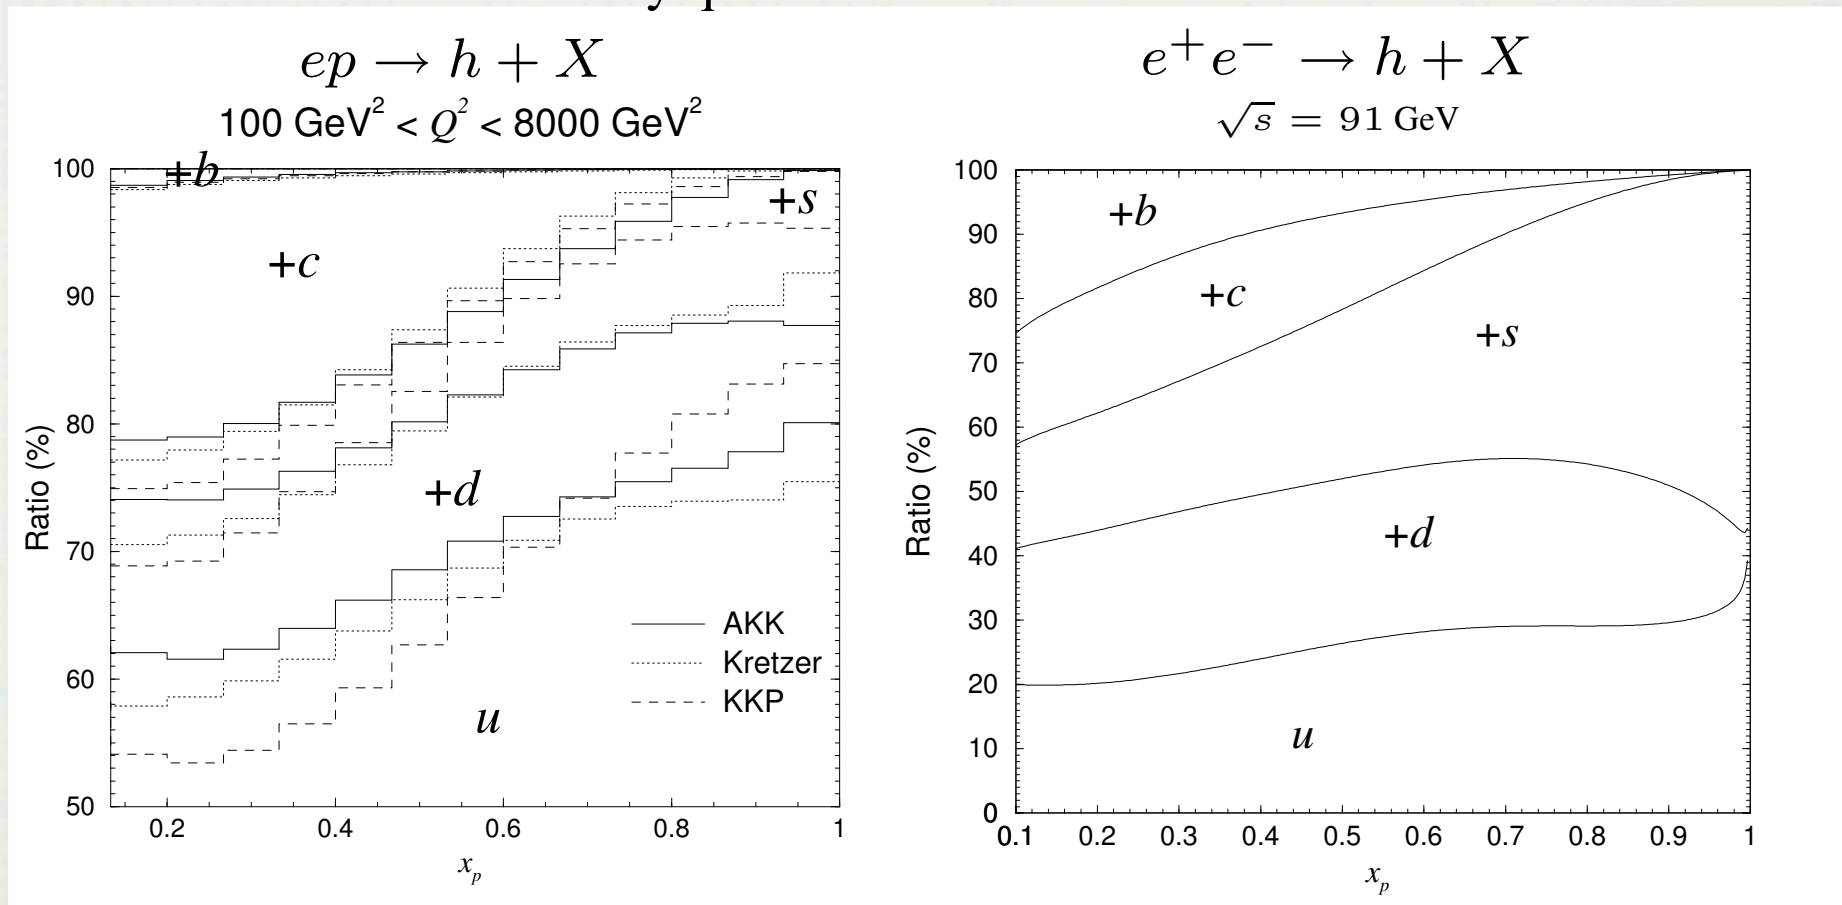 ep → h + X
100 GeV² < Q² < 8000 GeV²
100
90
80
70
60
50
Ratio (%)
+b
+s
+c
+d
u
AKK
Kretzer
KKP
0.2 0.4 0.6 0.8 1
xₚ
e⁺e⁻ → h + X
√s = 91 GeV
100
90
80
70
60
50
40
30
20
10
0
Ratio (%)
+b
+c
+s
+d
u
0.1 0.2 0.3 0.4 0.5 0.6 0.7 0.8 0.9 1
xₚ